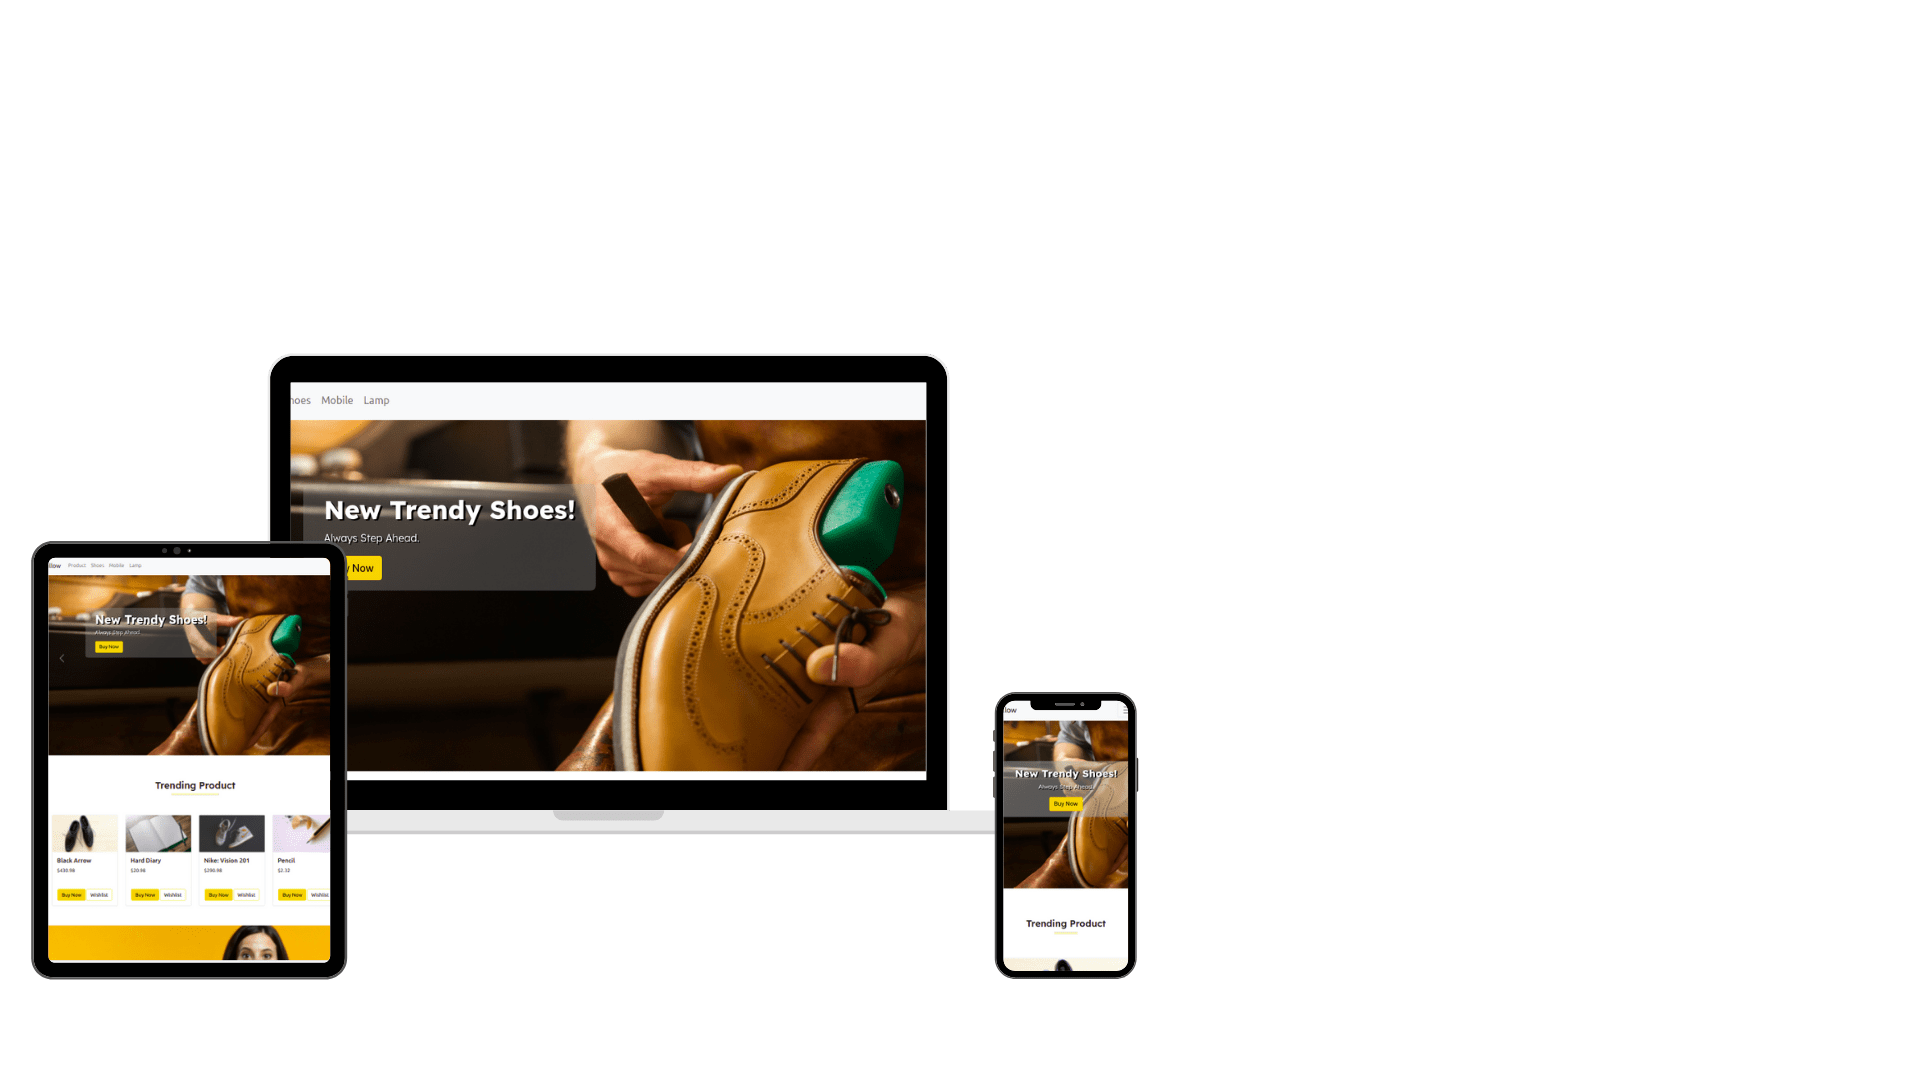 hoes Mobile Lamp
New Trendy Shoes!
Always Step Ahead.
y Now
llow Product Shoes Mobile Lamp
New Trendy Shoes!
Always Step Ahead.
Buy Now
Trending Product
Black Arrow Hard Diary Nike: Vision 201 Pencil
$430.98 $20.98 $200.98 $2.32
Buy Now Wishlist Buy Now Wishlist Buy Now Wishlist Buy Now Wishlist
low
New Trendy Shoes!
Always Step Ahead.
Buy Now
Trending Product